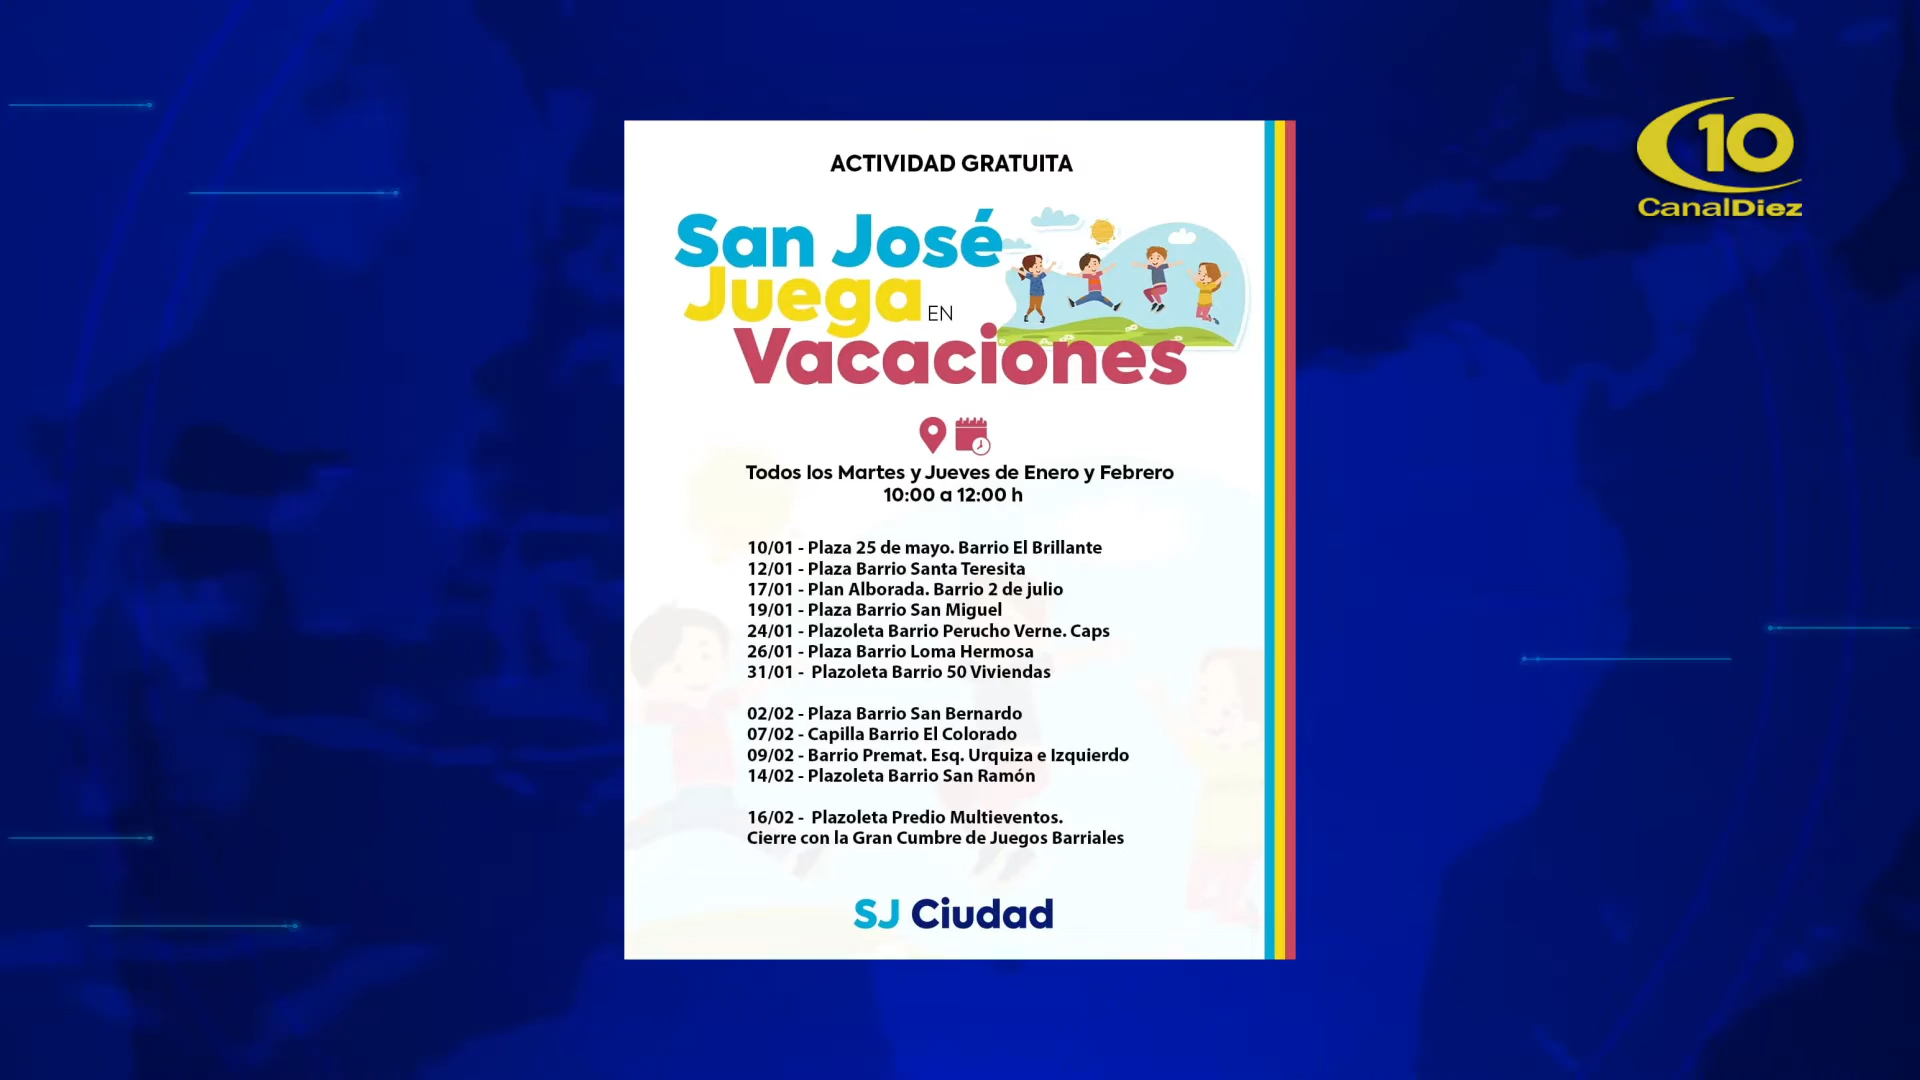 10
CanalDiez
ACTIVIDAD GRATUITA
San José
Juega EN
Vacaciones
Todos los Martes y Jueves de Enero y Febrero
10:00 a 12:00 h
10/01 - Plaza 25 de mayo. Barrio El Brillante
12/01 - Plaza Barrio Santa Teresita
17/01 - Plan Alborada. Barrio 2 de julio
19/01 - Plaza Barrio San Miguel
24/01 - Plazoleta Barrio Perucho Verne. Caps
26/01 - Plaza Barrio Loma Hermosa
31/01 - Plazoleta Barrio 50 Viviendas
02/02 - Plaza Barrio San Bernardo
07/02 - Capilla Barrio El Colorado
09/02 - Barrio Premat. Esq. Urquiza e Izquierdo
14/02 - Plazoleta Barrio San Ramón
16/02 - Plazoleta Predio Multieventos.
Cierre con la Gran Cumbre de Juegos Barriales
SJ Ciudad